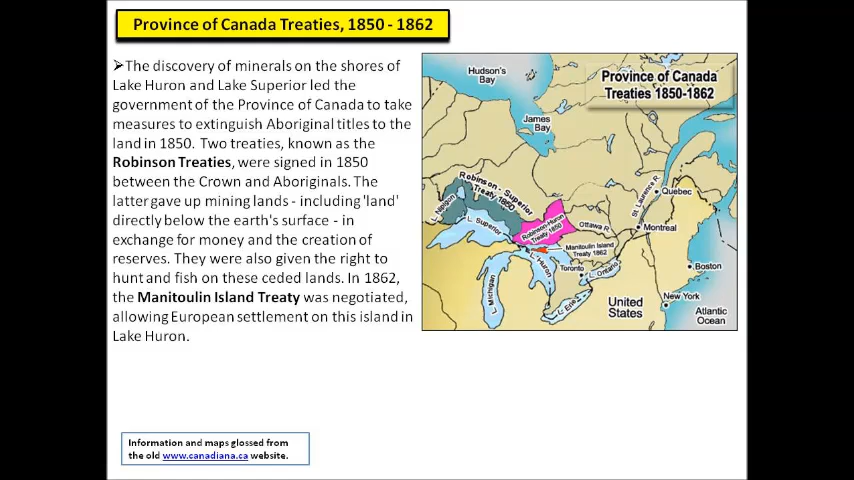 Province of Canada Treaties, 1850 - 1862
➢The discovery of minerals on the shores of
Lake Huron and Lake Superior led the
government of the Province of Canada to take
measures to extinguish Aboriginal titles to the
land in 1850. Two treaties, known as the
Robinson Treaties, were signed in 1850
between the Crown and Aboriginals. The
latter gave up mining lands - including 'land'
directly below the earth's surface - in
exchange for money and the creation of
reserves. They were also given the right to
hunt and fish on these ceded lands. In 1862,
the Manitoulin Island Treaty was negotiated,
allowing European settlement on this island in
Lake Huron.
Province of Canada
Treaties 1850-1862
Hudson's
Bay
James
Bay
Robinson - Superior
Treaty 1850
L. Nipigon
L. Superior
Robinson-Huron
Treaty 1850
Ottawa R.
St. Laurence R.
Quebec
Montreal
Manitoulin Island
Treaty 1862
L. Huron
Toronto
L. Ontario
L. Michigan
L. Erie
Boston
United
States
New York
Atlantic
Ocean
Information and maps glossed from
the old www.canadiana.ca website.